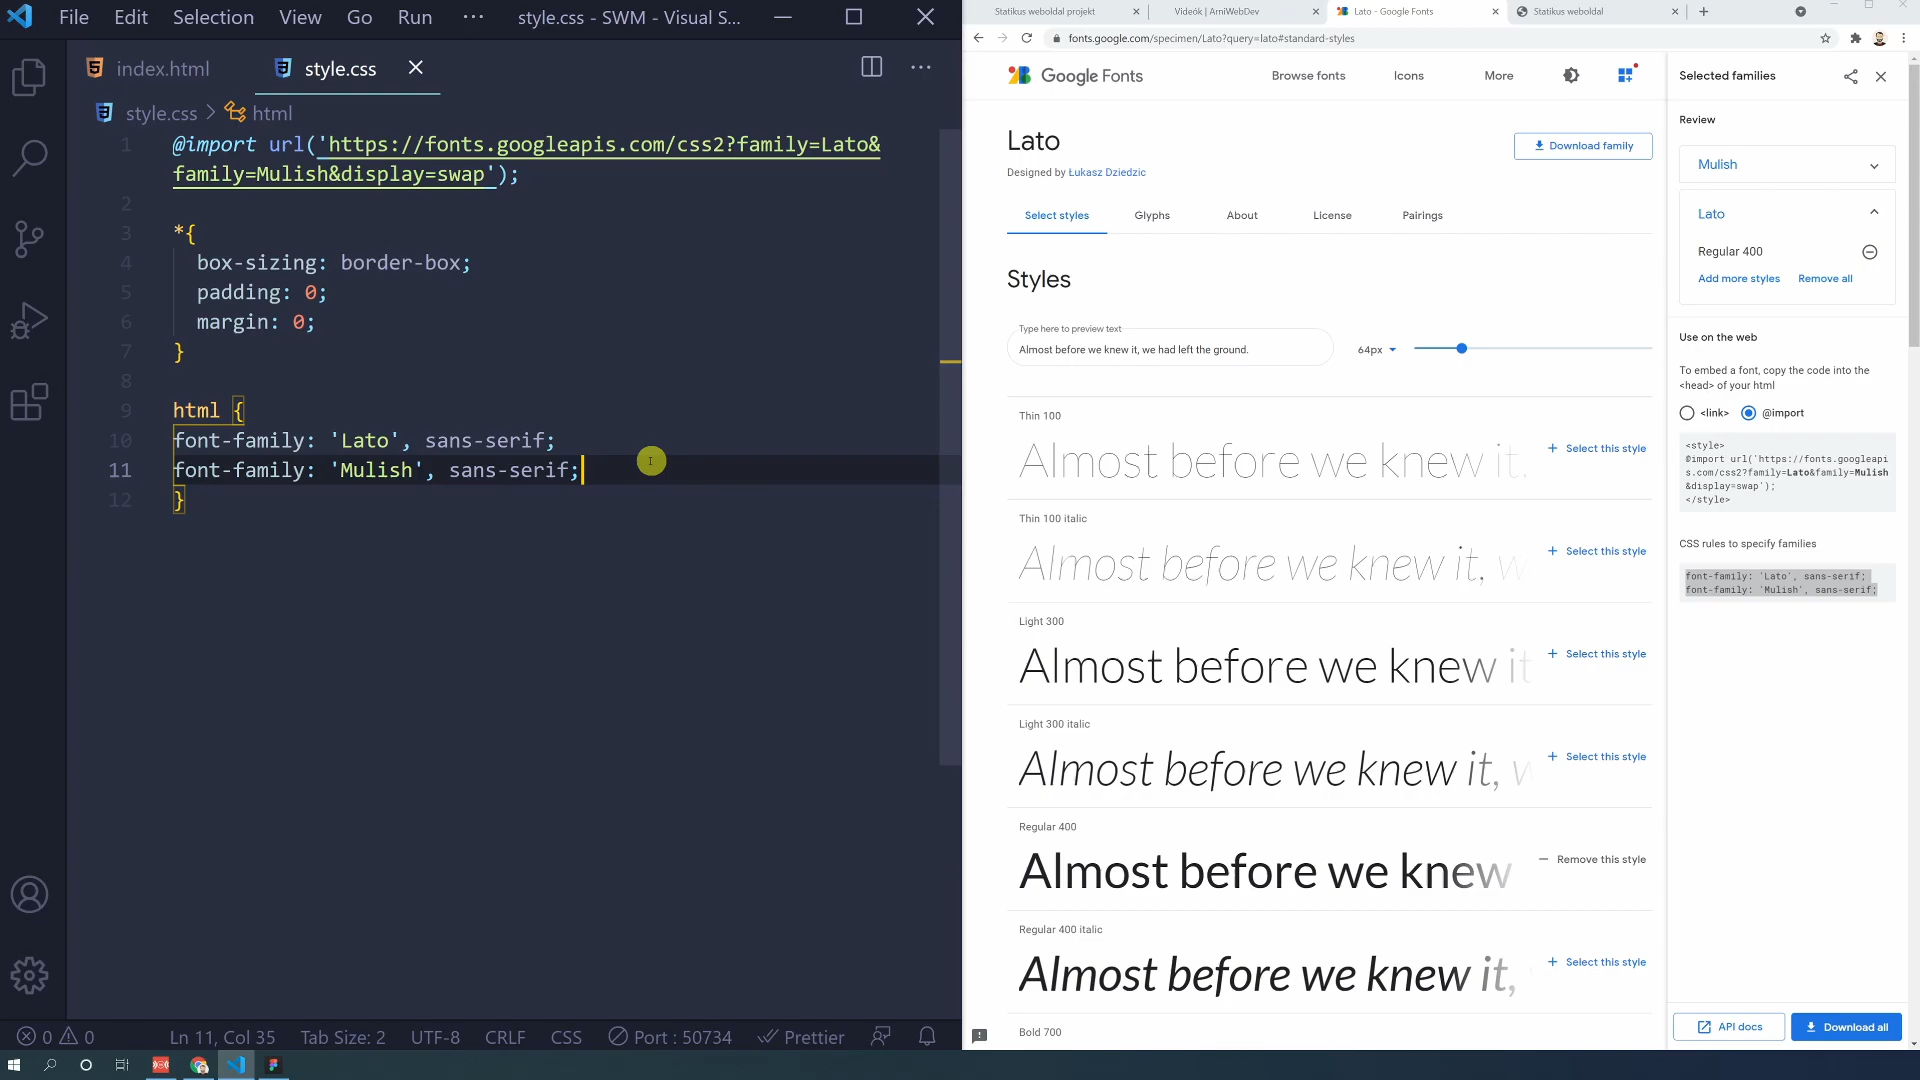 File Edit Selection View Go Run ··· style.css - SWM - Visual S...
index.html style.css
style.css > html
1 @import url('https://fonts.googleapis.com/css2?family=Lato&
family=Mulish&display=swap');
2
3 *{
4 box-sizing: border-box;
5 padding: 0;
6 margin: 0;
7 }
8
9 html {
10 font-family: 'Lato', sans-serif;
11 font-family: 'Mulish', sans-serif;
12 }
0 0 Ln 11, Col 35 Tab Size: 2 UTF-8 CRLF CSS Port : 50734 Prettier
Statikus weboldal projekt Videók | ArniWebDev Lato - Google Fonts Statikus weboldal
fonts.google.com/specimen/Lato?query=lato#standard-styles
Google Fonts Browse fonts Icons More
Lato
Download family
Designed by Łukasz Dziedzic
Select styles Glyphs About License Pairings
Styles
Type here to preview text
Almost before we knew it, we had left the ground. 64px
Thin 100
Almost before we knew it. Select this style
Thin 100 italic
Almost before we knew it, w Select this style
Light 300
Almost before we knew it Select this style
Light 300 italic
Almost before we knew it, w Select this style
Regular 400
Almost before we knew Remove this style
Regular 400 italic
Almost before we knew it, Select this style
Bold 700
Selected families
Review
Mulish
Lato
Regular 400
Add more styles Remove all
Use on the web
To embed a font, copy the code into the
<head> of your html
<link> @import
<style>
@import url('https://fonts.googleapi
s.com/css2?family=Lato&family=Mulish
&display=swap');
</style>
CSS rules to specify families
font-family: 'Lato', sans-serif;
font-family: 'Mulish', sans-serif;
API docs Download all